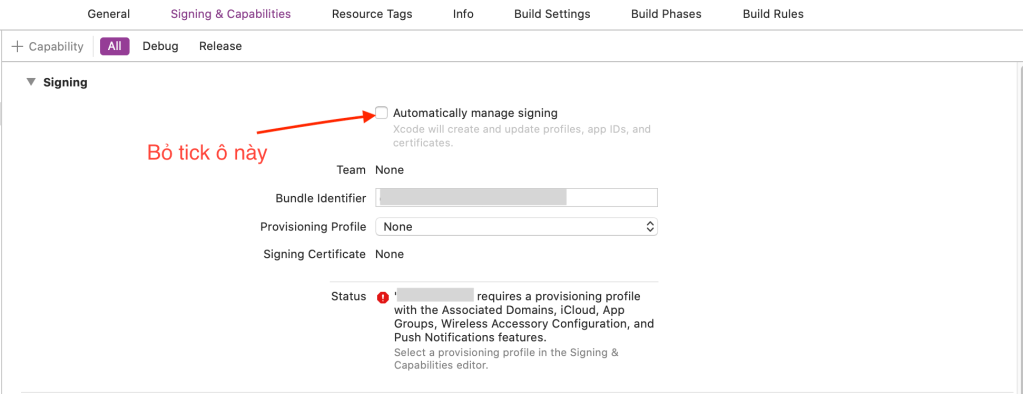 General Signing & Capabilities Resource Tags Info Build Settings Build Phases Build Rules
+ Capability All Debug Release
Signing
Automatically manage signing
Xcode will create and update profiles, app IDs, and
certificates.
Bỏ tick ô này
Team None
Bundle Identifier
Provisioning Profile None
Signing Certificate None
Status ' requires a provisioning profile
with the Associated Domains, iCloud, App
Groups, Wireless Accessory Configuration, and
Push Notifications features.
Select a provisioning profile in the Signing &
Capabilities editor.